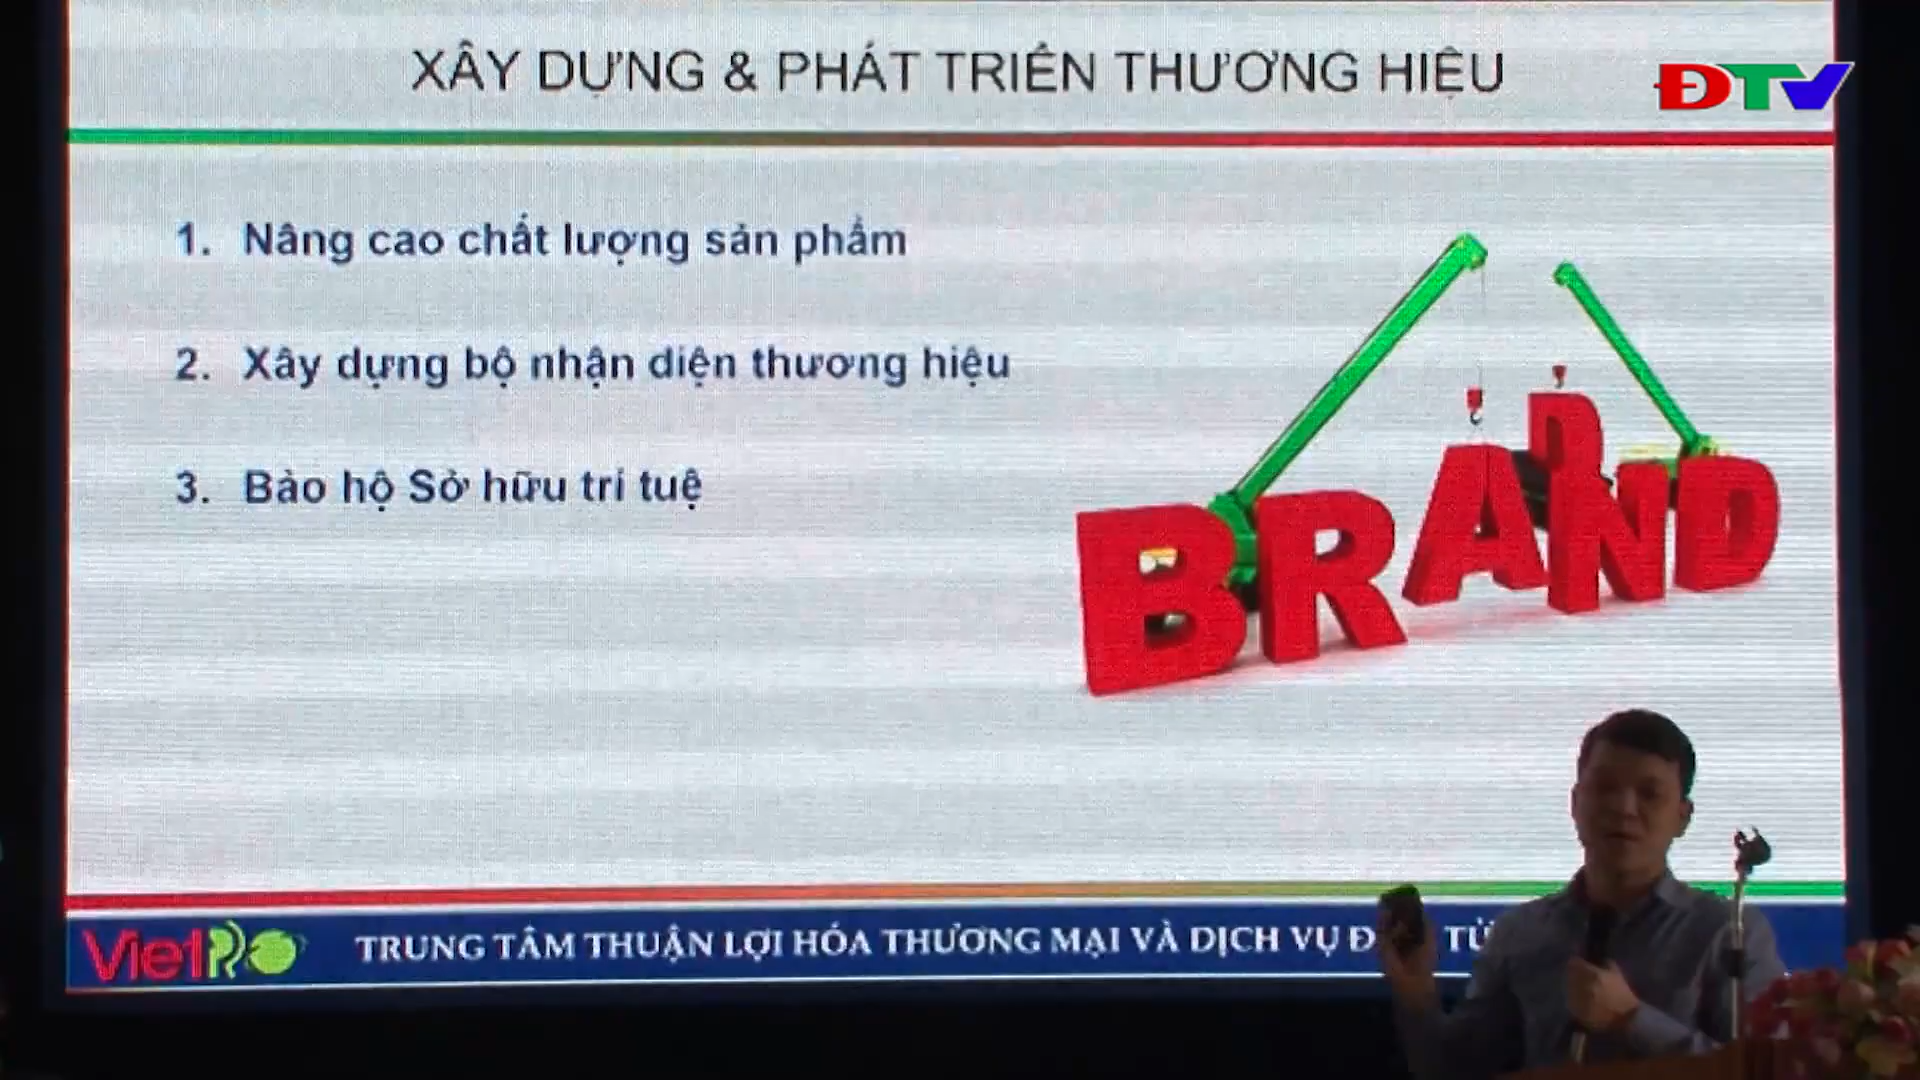 XÂY DỰNG & PHÁT TRIỂN THƯƠNG HIỆU
ĐTV
1. Nâng cao chất lượng sản phẩm
2. Xây dựng bộ nhận diện thương hiệu
3. Bảo hộ Sở hữu trí tuệ
BRAND
VietPRO
TRUNG TÂM THUẬN LỢI HÓA THƯƠNG MẠI VÀ DỊCH VỤ